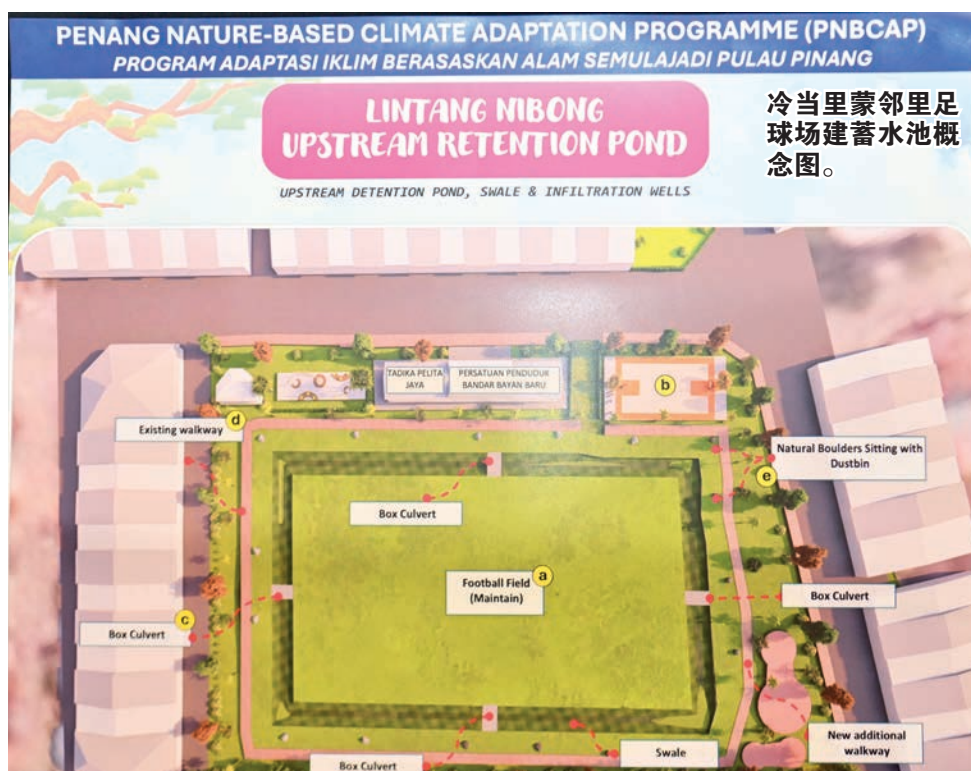 PENANG NATURE-BASED CLIMATE ADAPTATION PROGRAMME (PNBCAP)
PROGRAM ADAPTASI IKLIM BERASASKAN ALAM SEMULAJADI PULAU PINANG
LINTANG NIBONG
UPSTREAM RETENTION POND
UPSTREAM DETENTION POND, SWALE & INFILTRATION WELLS
冷当里蒙邻里足
球场建蓄水池概
念图。
TADIKA PELITA
JAYA
PERSATUAN PENDUDUK
BANDAR BAYAN BARU
b
d
Existing walkway
Natural Boulders Sitting with
Dustbin
e
Box Culvert
a
Football Field
(Maintain)
Box Culvert
c
Box Culvert
New additional
walkway
Swale
Box Culvert